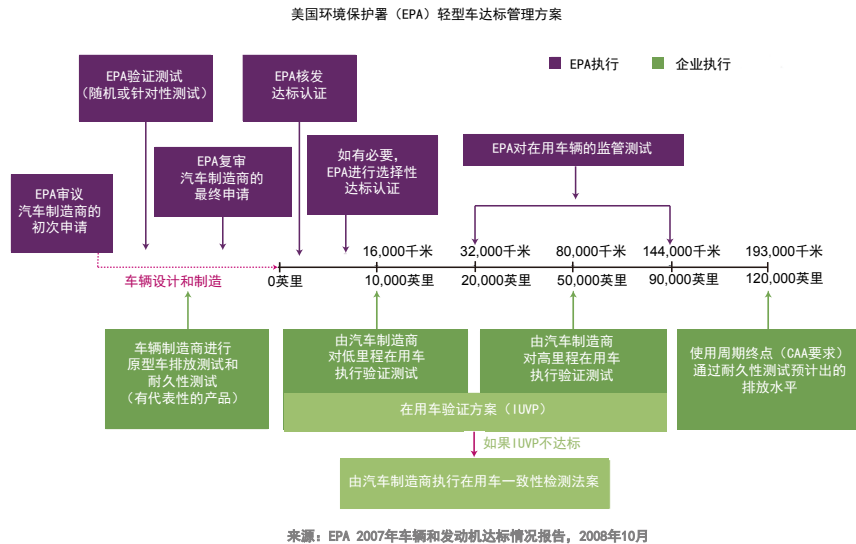 美国环境保护署（EPA）轻型车达标管理方案
EPA执行
企业执行
EPA验证测试
（随机或针对性测试）
EPA核发
达标认证
EPA审议
汽车制造商的
初次申请
EPA复审
汽车制造商的
最终申请
如有必要，
EPA进行选择性
达标认证
EPA对在用车辆的监管测试
16,000千米
32,000千米
80,000千米
144,000千米
193,000千米
车辆设计和制造
0英里
10,000英里
20,000英里
50,000英里
90,000英里
120,000英里
车辆制造商进行
原型车排放测试和
耐久性测试
（有代表性的产品）
由汽车制造商
对低里程在用车
执行验证测试
由汽车制造商
对高里程在用车
执行验证测试
使用周期终点（CAA要求）
通过耐久性测试预计出的
排放水平
在用车验证方案（IUVP）
如果IUVP不达标
由汽车制造商执行在用车一致性检测法案
来源：EPA 2007年车辆和发动机达标情况报告，2008年10月